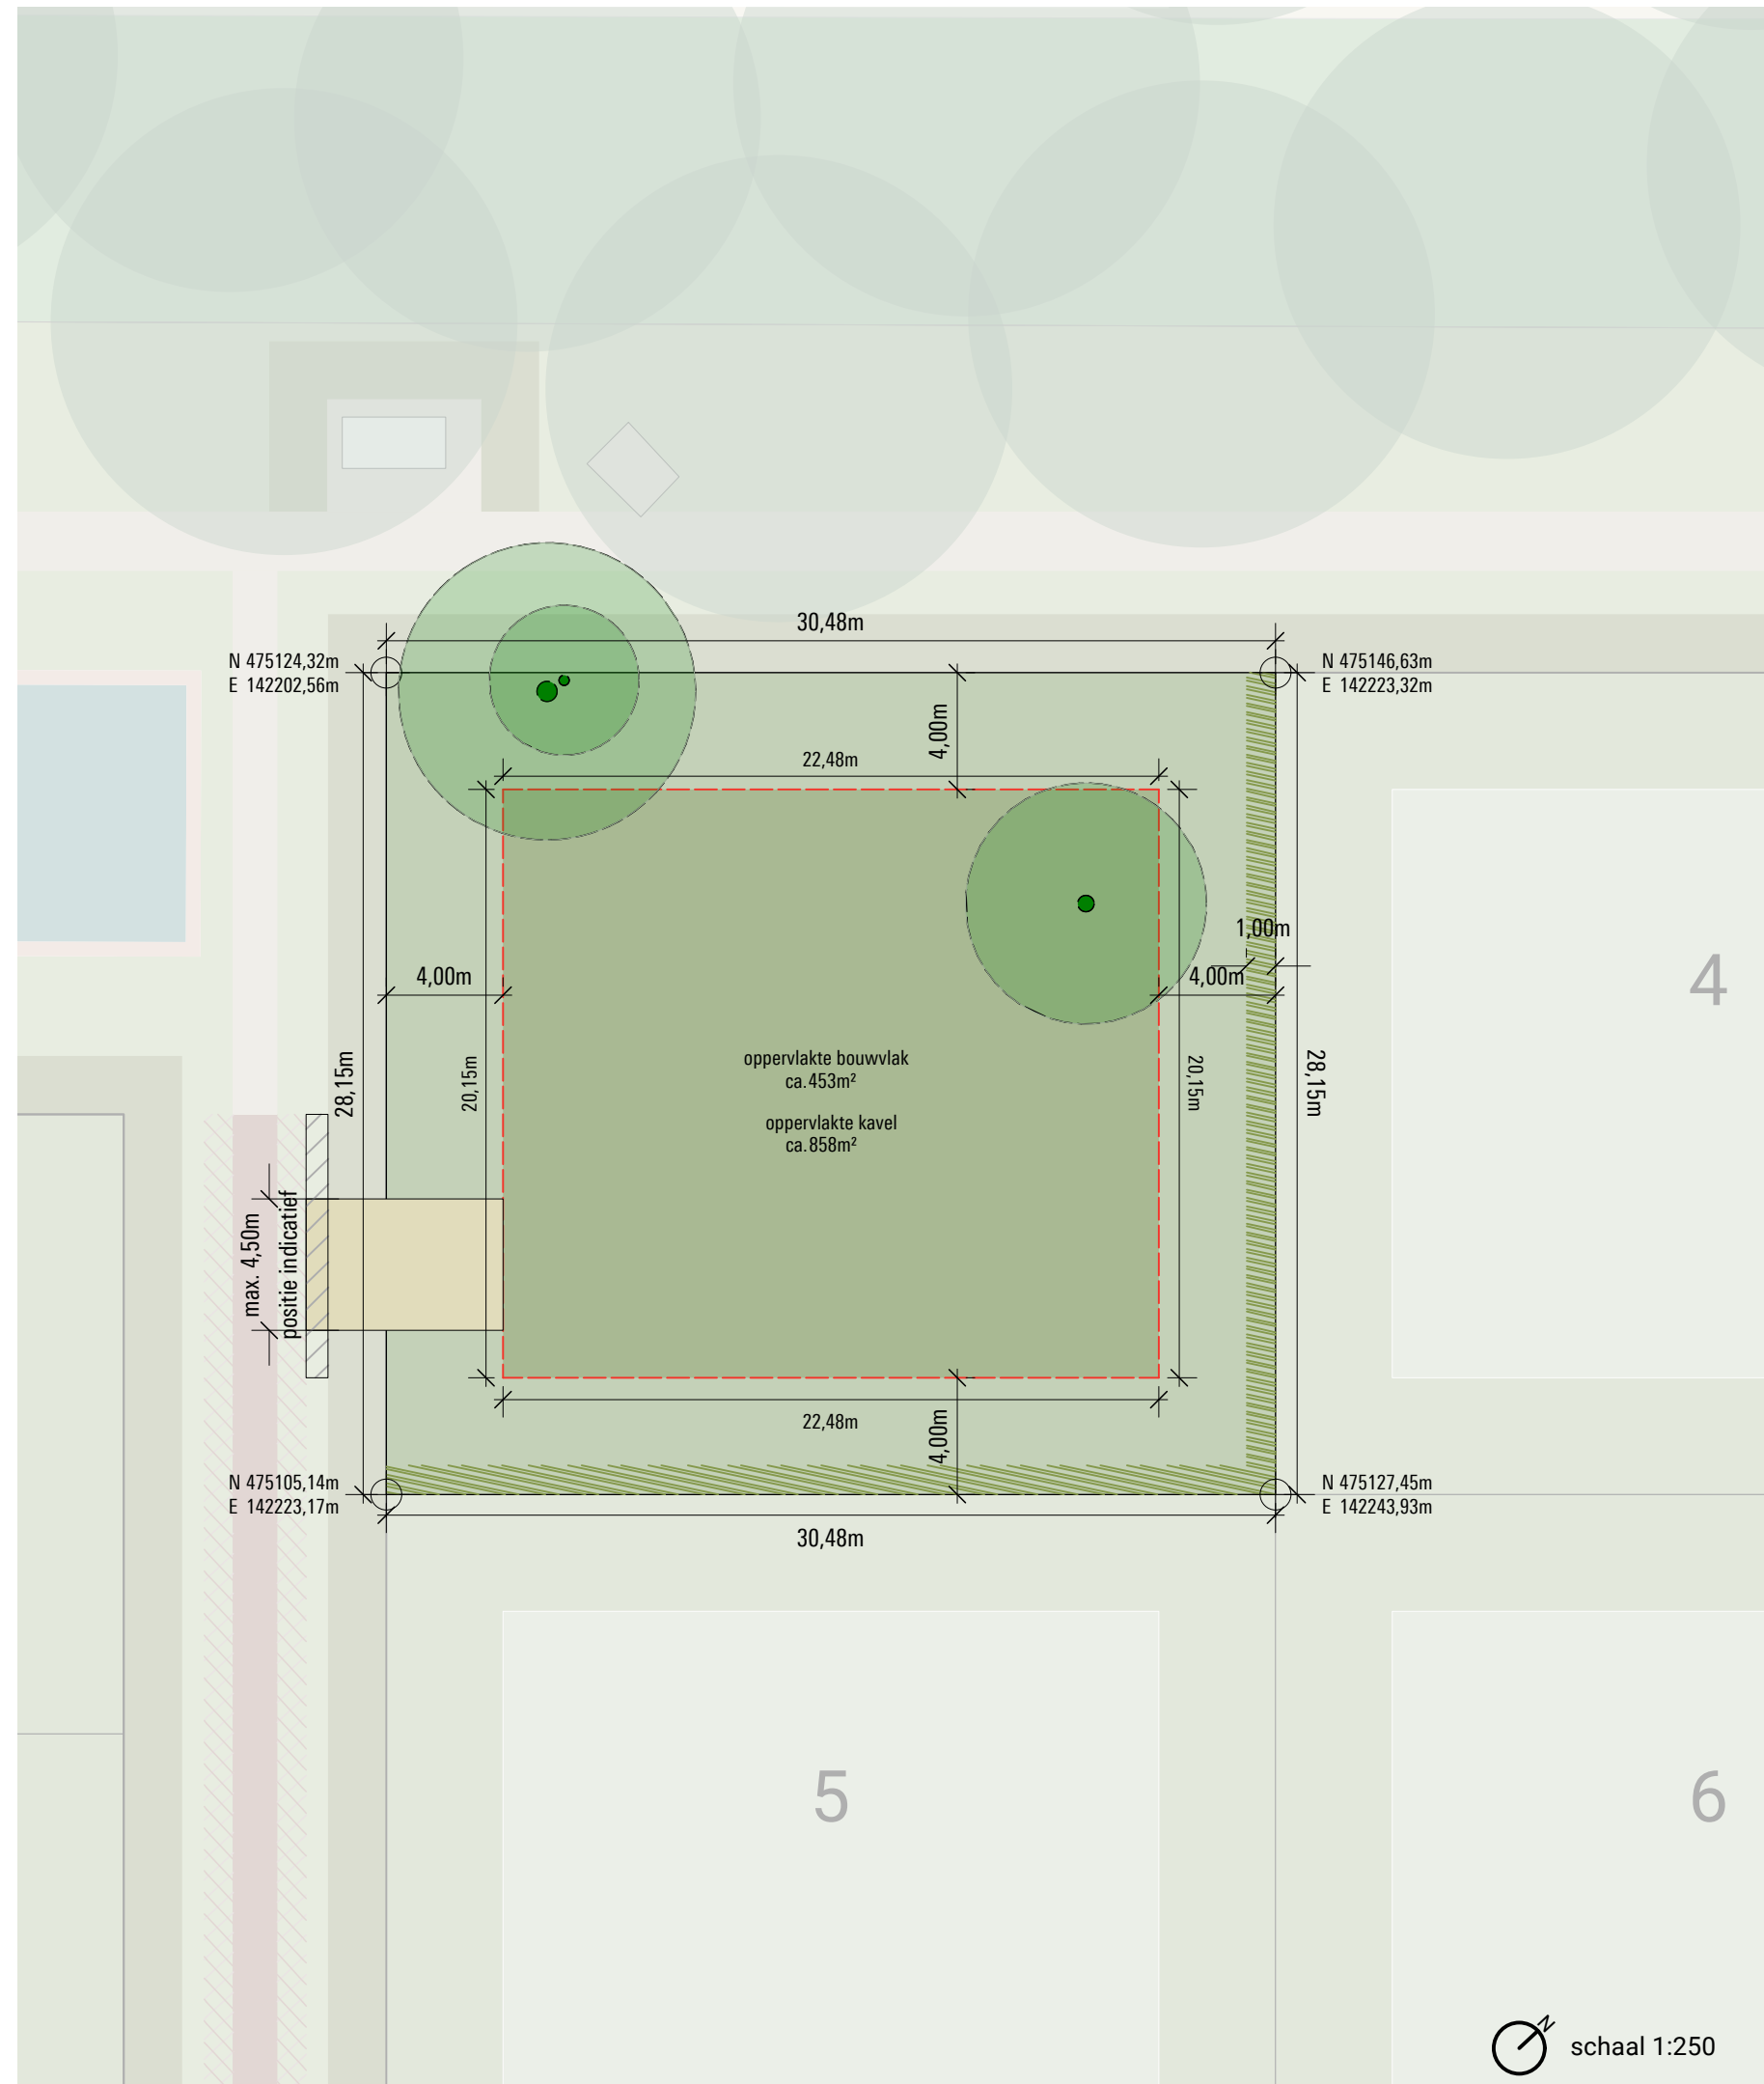 30,48m
N 475124,32m
E 142202,56m
N 475146,63m
E 142223,32m
4,00m
22,48m
1,00m
4,00m
4,00m
4
28,15m
20,15m
oppervlakte bouwvlak
ca.453m²
oppervlakte kavel
ca.858m²
20,15m
28,15m
max. 4,50m
positie indicatief
22,48m
4,00m
N 475105,14m
E 142223,17m
N 475127,45m
E 142243,93m
30,48m
5
6
N
schaal 1:250